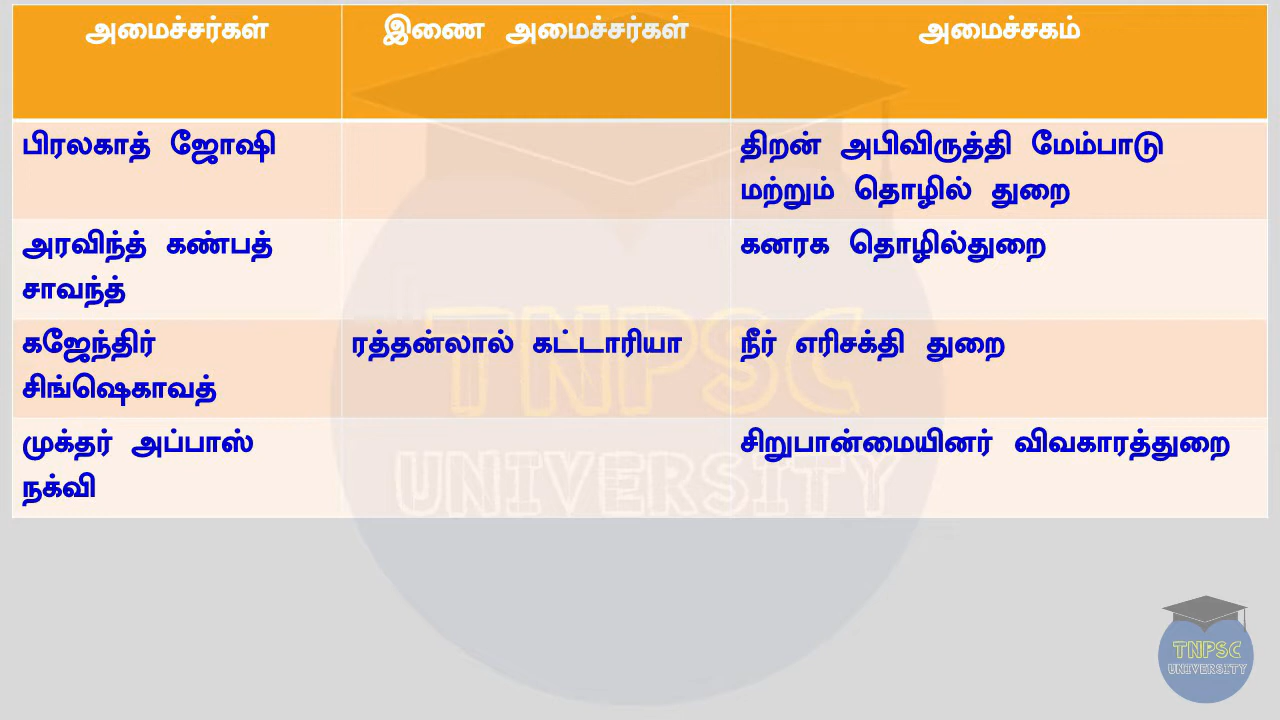 அமைச்சர்கள் இணை அமைச்சர்கள் அமைச்சகம்
பிரலகாத் ஜோஷி திறன் அபிவிருத்தி மேம்பாடு
மற்றும் தொழில் துறை
அரவிந்த் கண்பத் கனரக தொழில்துறை
சாவந்த்
கஜேந்திர் ரத்தன்லால் கட்டாரியா நீர் எரிசக்தி துறை
சிங்ஷெகாவத்
முக்தர் அப்பாஸ் சிறுபான்மையினர் விவகாரத்துறை
நக்வி
TNPSC
UNIVERSITY
TNPSC
UNIVERSITY